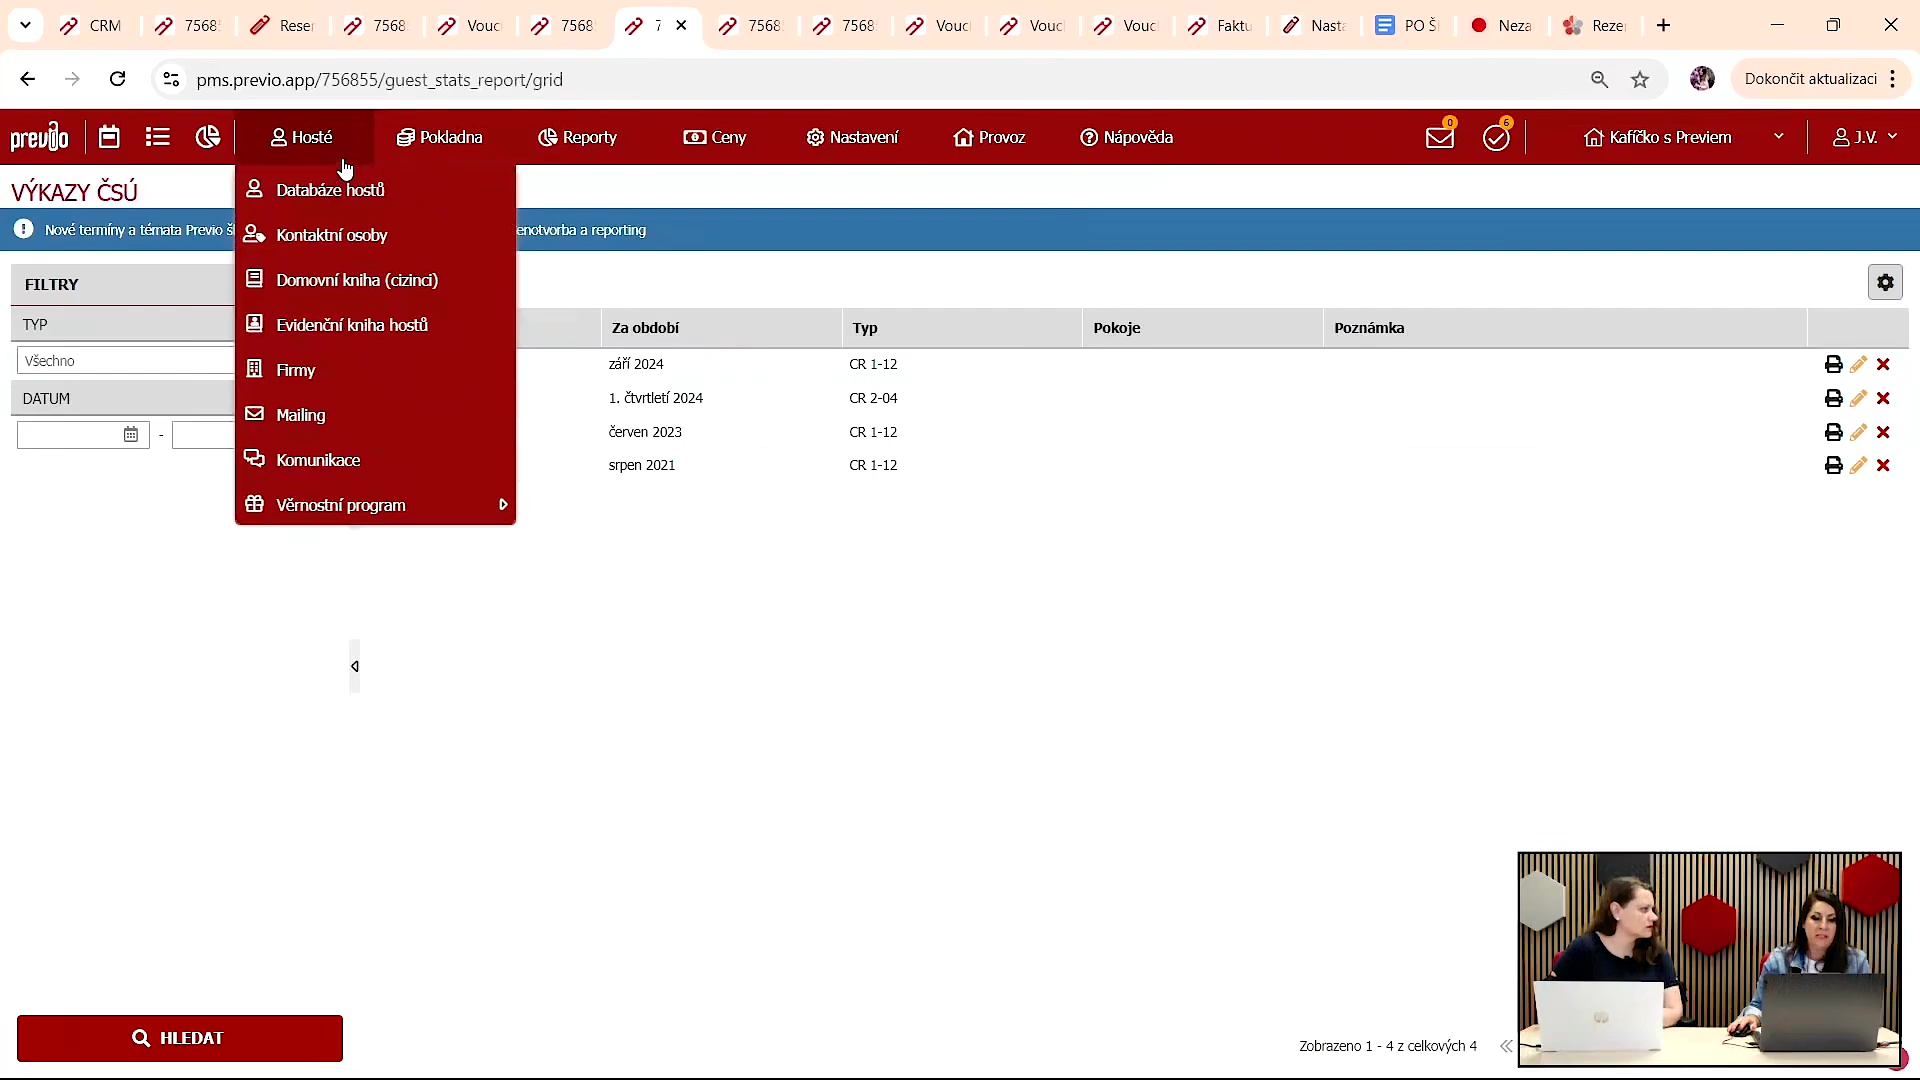 CRM
7568
Rese
7568
Vouc
7568
7
7568
7568
Vouc
Vouc
Vouc
Faktu
Nasta
PO Š
Neza
Rezer
pms.previo.app/756855/guest_stats_report/grid
Dokončit aktualizaci
previo
Hosté
Pokladna
Reporty
Ceny
Nastavení
Provoz
Nápověda
0
6
Kafíčko s Previem
J.V.
VÝKAZY ČSÚ
Databáze hostů
Nové termíny a témata Previo š
enotvorba a reporting
Kontaktní osoby
Domovní kniha (cizinci)
Evidenční kniha hostů
Firmy
Mailing
Komunikace
Věrnostní program
FILTRY
TYP
Všechno
DATUM
-
Za období
Typ
Pokoje
Poznámka
září 2024
CR 1-12
1. čtvrtletí 2024
CR 2-04
červen 2023
CR 1-12
srpen 2021
CR 1-12
HLEDAT
Zobrazeno 1 - 4 z celkových 4